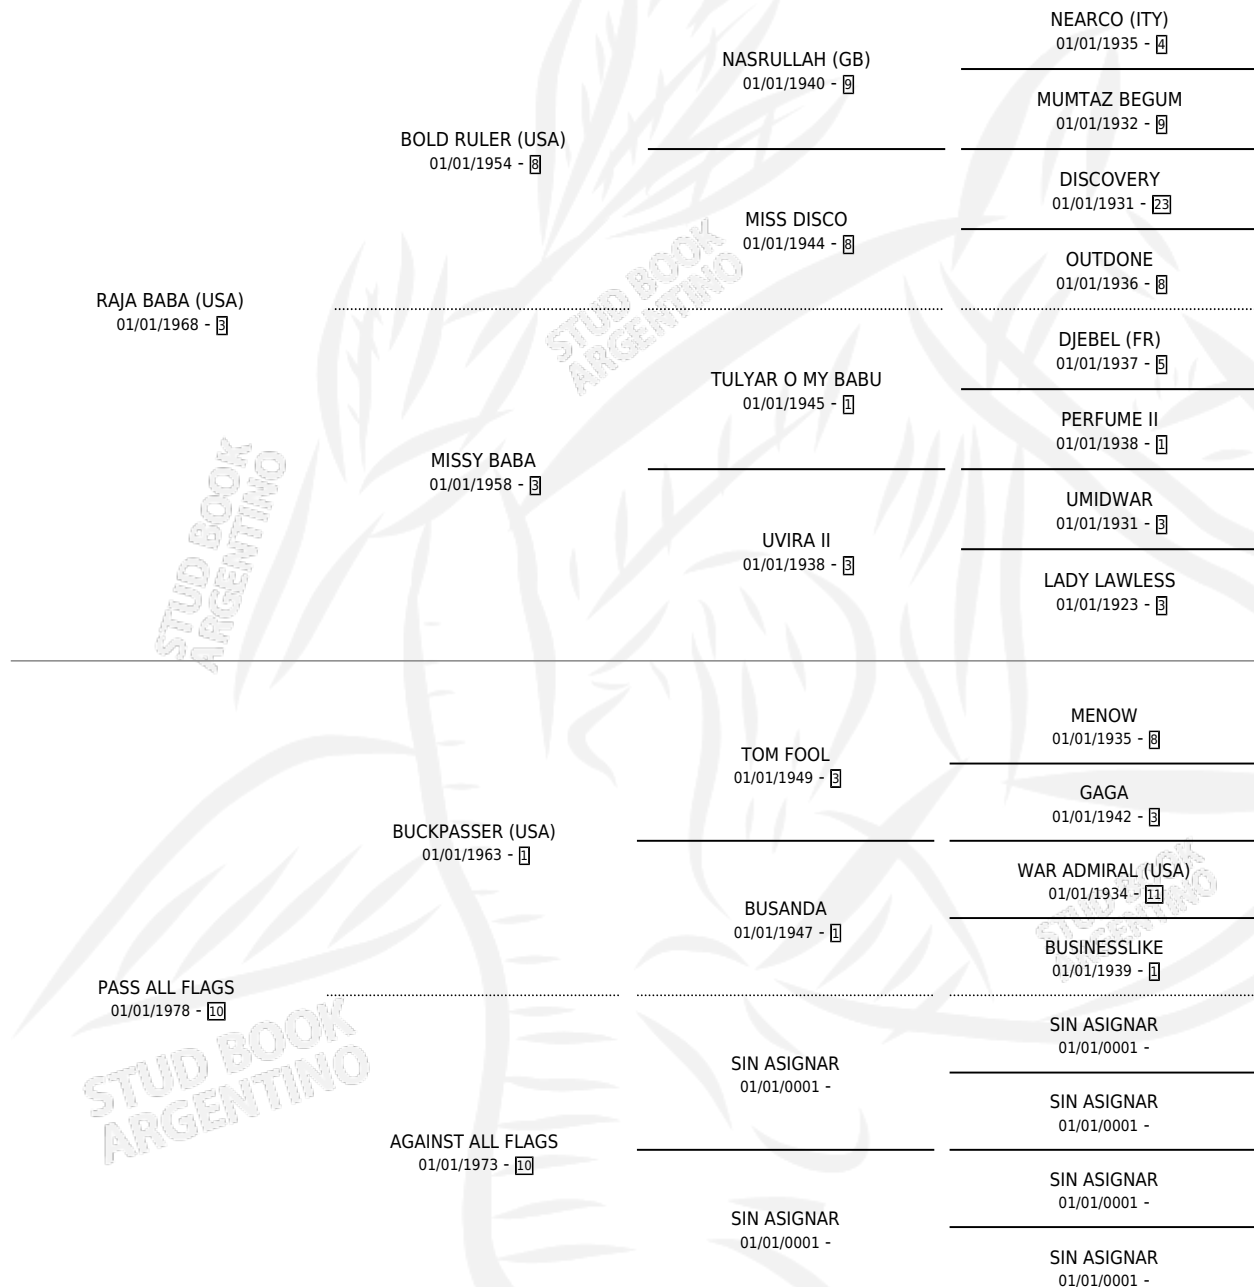 NEARCO (ITY)
01/01/1935 - 4
NASRULLAH (GB)
01/01/1940 - 9
MUMTAZ BEGUM
01/01/1932 - 9
BOLD RULER (USA)
01/01/1954 - 8
DISCOVERY
01/01/1931 - 23
MISS DISCO
01/01/1944 - 8
OUTDONE
01/01/1936 - 8
RAJA BABA (USA)
01/01/1968 - 3
STUD BOOK
ARGENTINO
DJEBEL (FR)
01/01/1937 - 5
TULYAR O MY BABU
01/01/1945 - 1
PERFUME II
01/01/1938 - 1
MISSY BABA
01/01/1958 - 3
UMIDWAR
01/01/1931 - 3
UVIRA II
01/01/1938 - 3
LADY LAWLESS
01/01/1923 - 3
STUD BOOK
ARGENTINO
MENOW
01/01/1935 - 8
TOM FOOL
01/01/1949 - 3
GAGA
01/01/1942 - 3
BUCKPASSER (USA)
01/01/1963 - 1
WAR ADMIRAL (USA)
01/01/1934 - 11
BUSANDA
01/01/1947 - 1
STUD BOOK
ARGENTINO
BUSINESSLIKE
01/01/1939 - 1
PASS ALL FLAGS
01/01/1978 - 10
STUD BOOK
ARGENTINO
SIN ASIGNAR
01/01/0001 -
SIN ASIGNAR
01/01/0001 -
SIN ASIGNAR
01/01/0001 -
AGAINST ALL FLAGS
01/01/1973 - 10
SIN ASIGNAR
01/01/0001 -
SIN ASIGNAR
01/01/0001 -
SIN ASIGNAR
01/01/0001 -